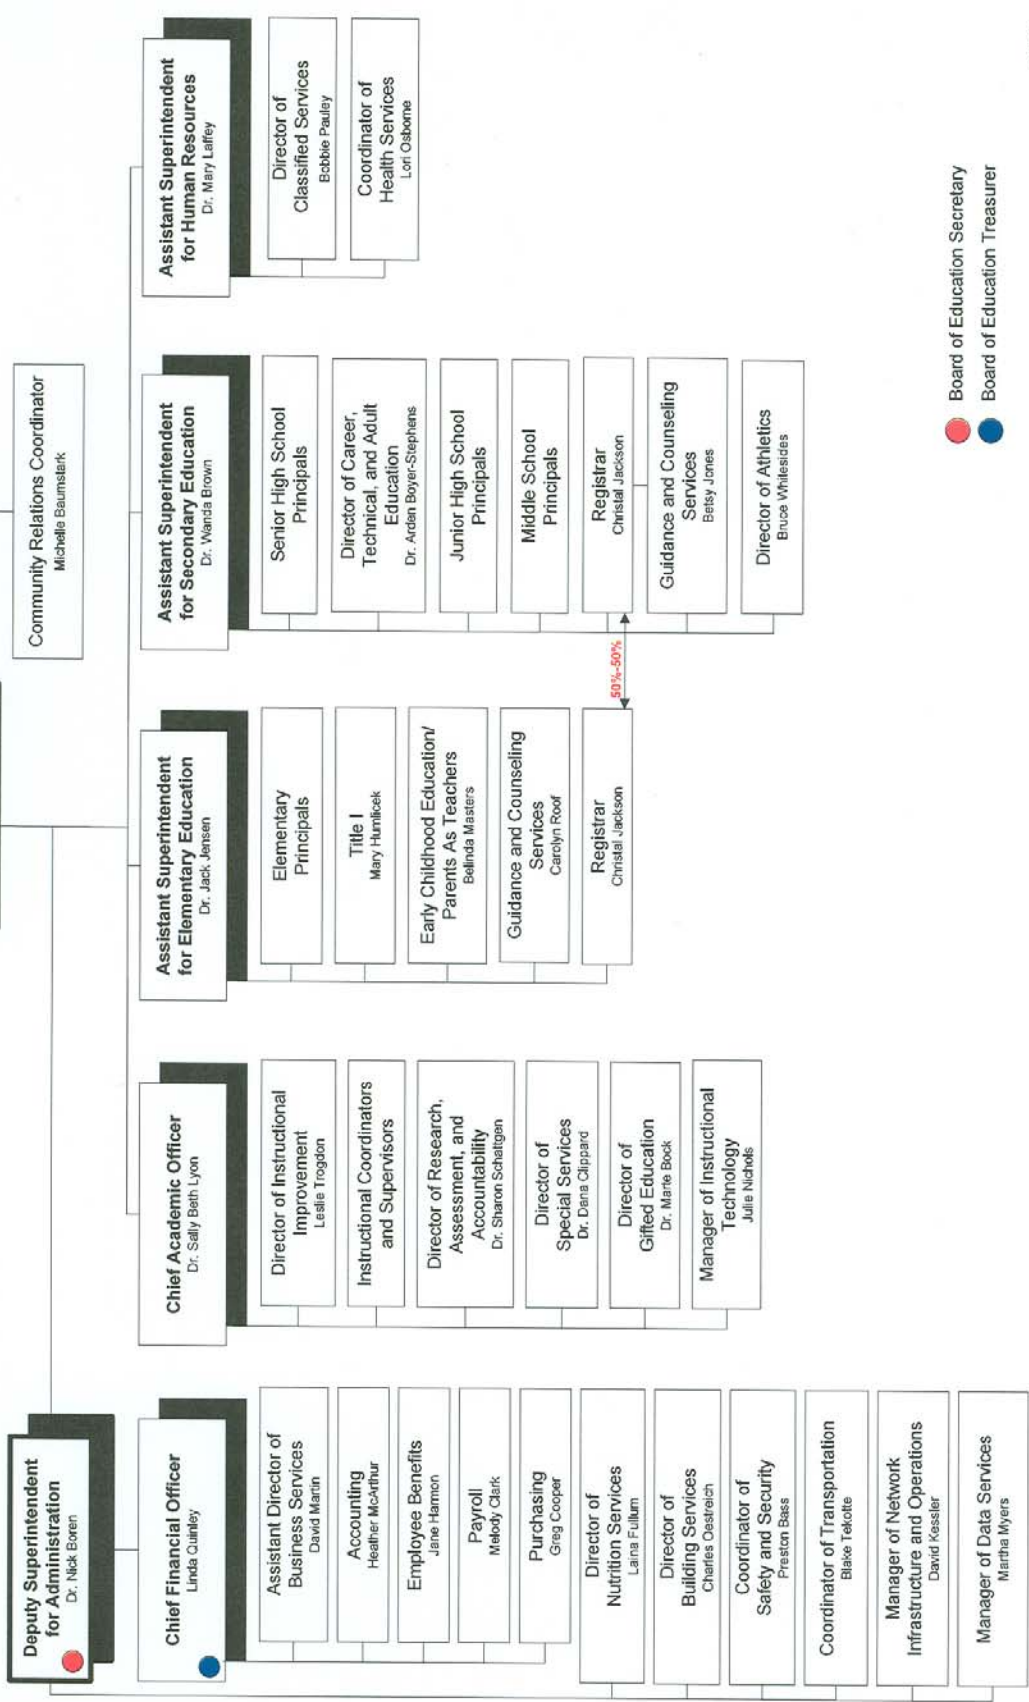 Community Relations Coordinator
Michelle Baumstark
Deputy Superintendent
for Administration
Dr. Nick Boren
Chief Financial Officer
Linda Quinley
Assistant Director of
Business Services
David Martin
Accounting
Heather McArthur
Employee Benefits
Jane Harmon
Payroll
Melody Clark
Purchasing
Greg Cooper
Director of
Nutrition Services
Laina Fullum
Director of
Building Services
Charles Oestreich
Coordinator of
Safety and Security
Preston Bass
Coordinator of Transportation
Blake Tekotte
Manager of Network
Infrastructure and Operations
David Kessler
Manager of Data Services
Martha Myers
Chief Academic Officer
Dr. Sally Beth Lyon
Director of Instructional
Improvement
Leslie Trogdon
Instructional Coordinators
and Supervisors
Director of Research,
Assessment, and
Accountability
Dr. Sharon Schattgen
Director of
Special Services
Dr. Dana Clippard
Director of
Gifted Education
Dr. Marte Bock
Manager of Instructional
Technology
Julie Nichols
Assistant Superintendent
for Elementary Education
Dr. Jack Jensen
Elementary
Principals
Title I
Mary Humlicek
Early Childhood Education/
Parents As Teachers
Belinda Masters
Guidance and Counseling
Services
Carolyn Roof
Registrar
Christal Jackson
50%-50%
Assistant Superintendent
for Secondary Education
Dr. Wanda Brown
Senior High School
Principals
Director of Career,
Technical, and Adult
Education
Dr. Arden Boyer-Stephens
Junior High School
Principals
Middle School
Principals
Registrar
Christal Jackson
Guidance and Counseling
Services
Betsy Jones
Director of Athletics
Bruce Whitesides
Assistant Superintendent
for Human Resources
Dr. Mary Laffey
Director of
Classified Services
Bobbie Pauley
Coordinator of
Health Services
Lori Osborne
Board of Education Secretary
Board of Education Treasurer